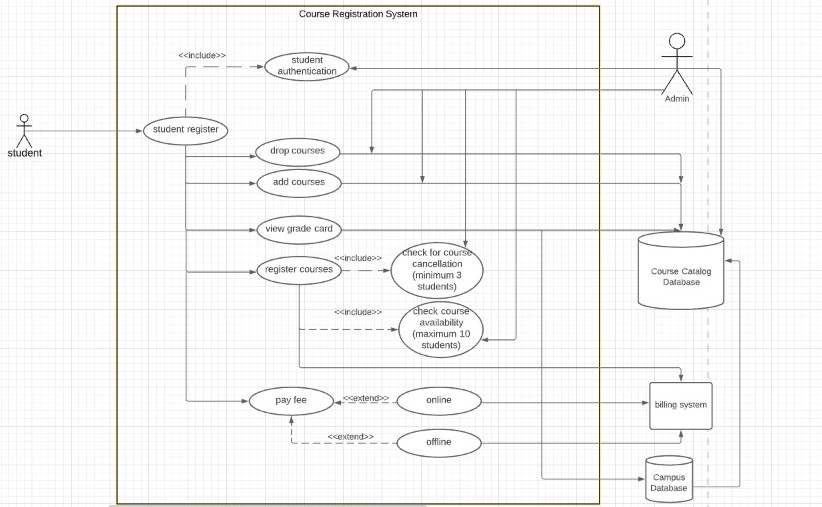 Course Registration System
<<include>>
student
authentication
Admin
student register
student
drop courses
add courses
view grade card
<<include>>
check for course
cancellation
(minimum 3
students)
register courses
Course Catalog
Database
<<include>>
check course
availability
(maximum 10
students)
pay fee
<<extend>>
online
billing system
<<extend>>
offline
Campus
Database